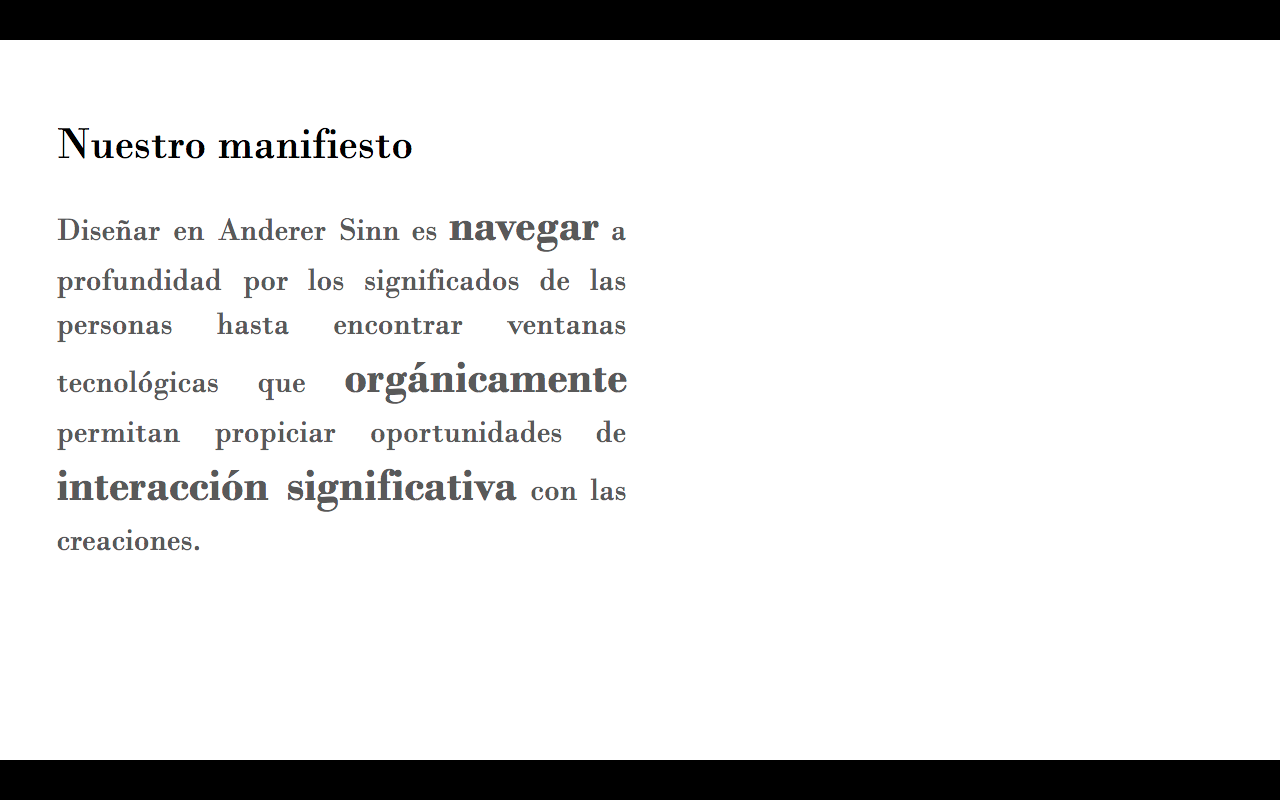 Nuestro manifiesto
Diseñar en Anderer Sinn es navegar a
profundidad por los significados de las
personas hasta encontrar ventanas
tecnológicas que orgánicamente
permitan propiciar oportunidades de
interacción significativa con las
creaciones.